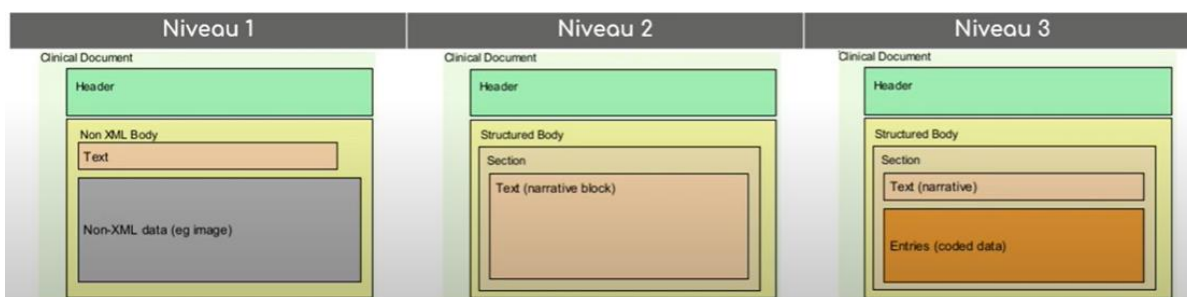 Niveau 1
Clinical Document
Header
Non XML Body
Text
Non-XML data (eg image)
Niveau 2
Clinical Document
Header
Structured Body
Section
Text (narrative block)
Niveau 3
Clinical Document
Header
Structured Body
Section
Text (narrative)
Entries (coded data)